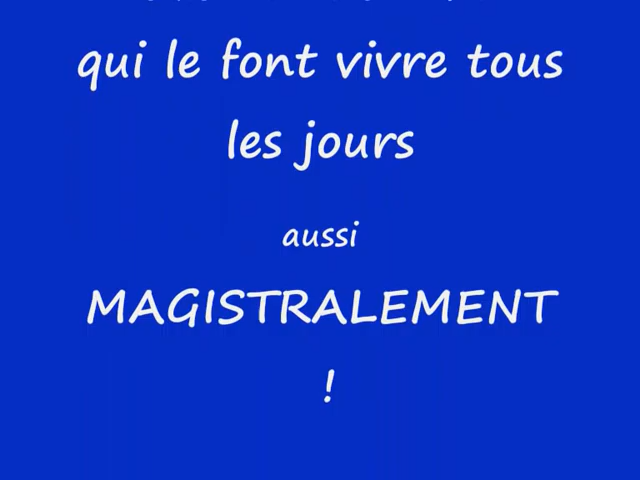 qui le font vivre tous
les jours
aussi
MAGISTRALEMENT
!